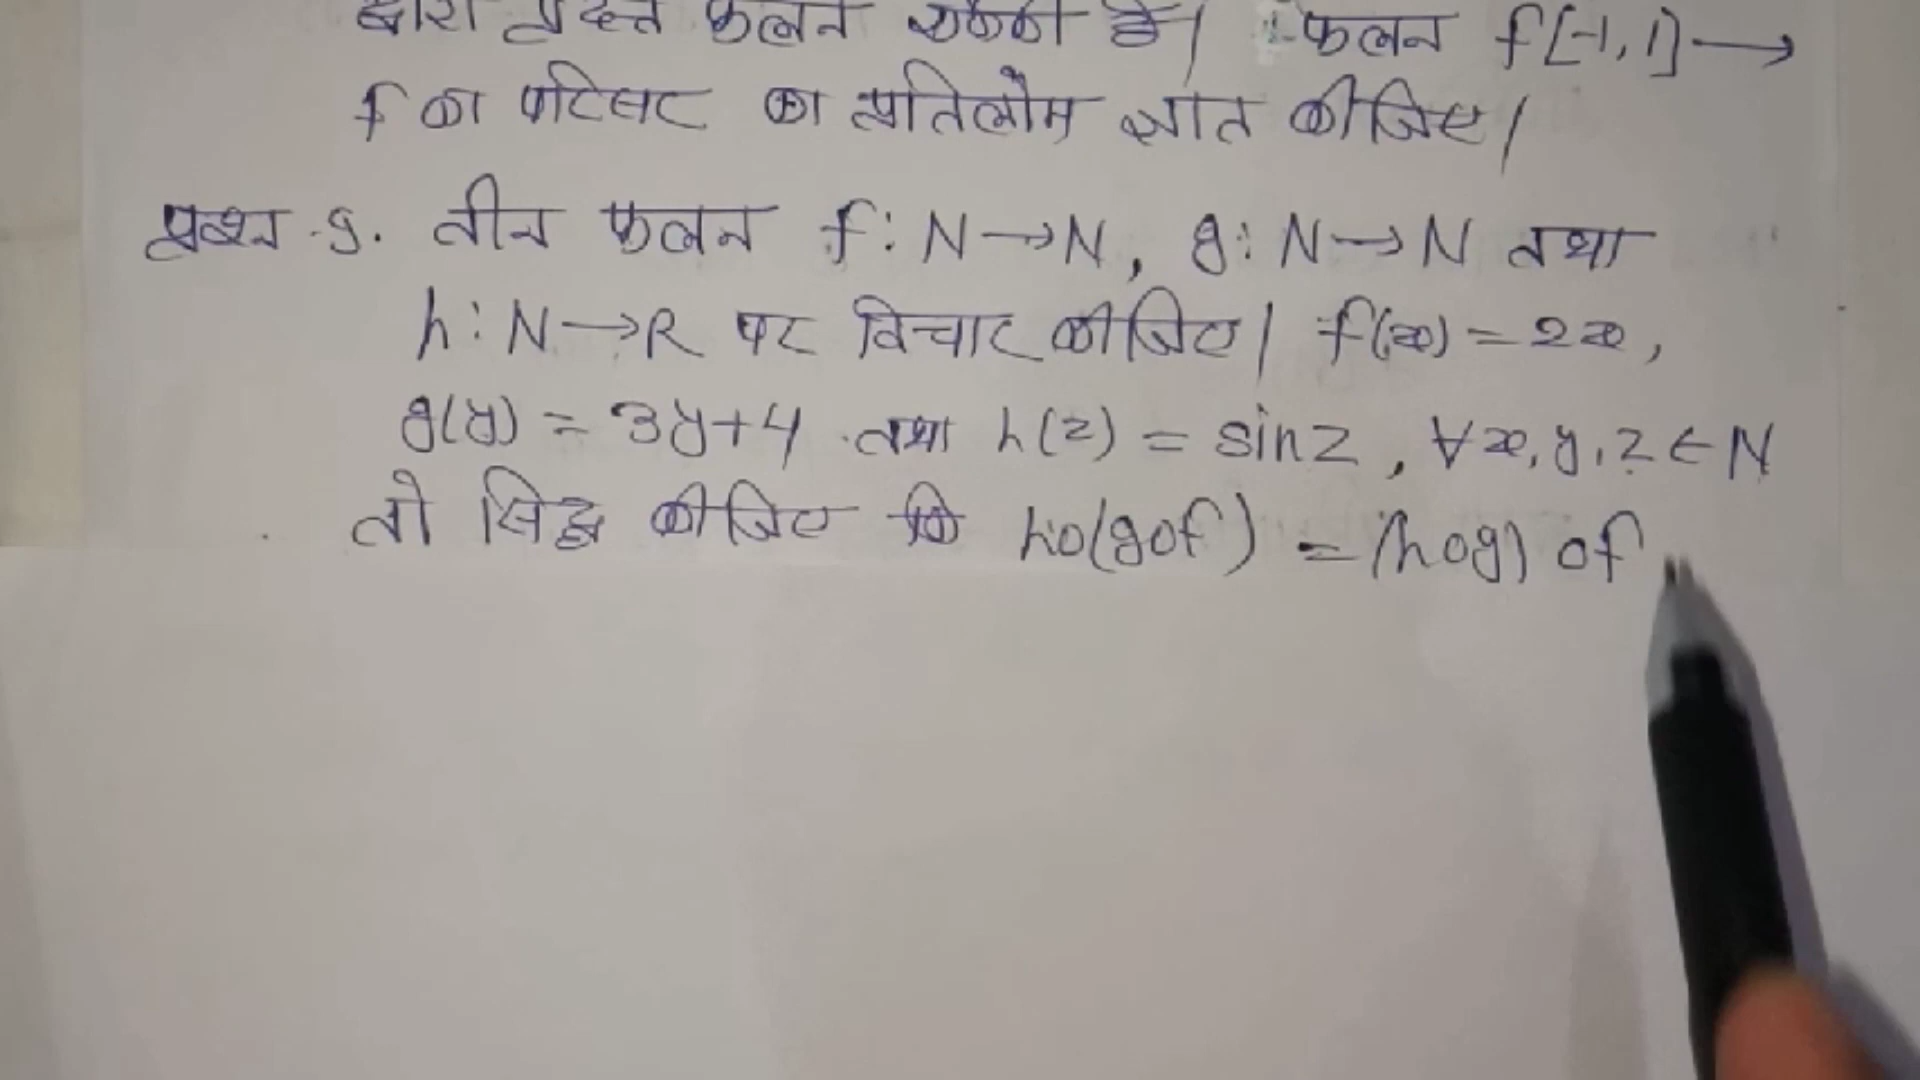 द्वारा प्रदत्त फलन एकैकी है। फलन f[-1,1]→
f का परिसर का प्रतिलोम ज्ञात कीजिए।
प्रश्न 9. तीन फलन f: N→N, g: N→N तथा
h: N→R पर विचार कीजिए। f(x) = 2x,
g(y) = 3y+4 तथा h(z) = sin z, ∀x, y, z ∈ N
तो सिद्ध कीजिए कि ho(gof) = (hog) of